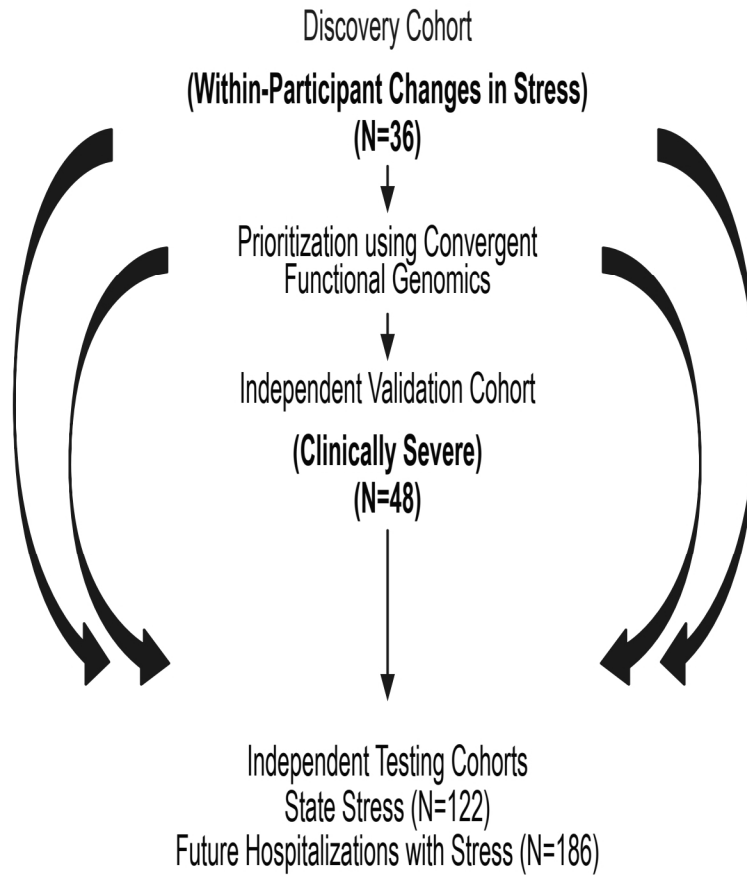 Discovery Cohort
(Within-Participant Changes in Stress)
(N=36)
Prioritization using Convergent
Functional Genomics
Independent Validation Cohort
(Clinically Severe)
(N=48)
Independent Testing Cohorts
State Stress (N=122)
Future Hospitalizations with Stress (N=186)